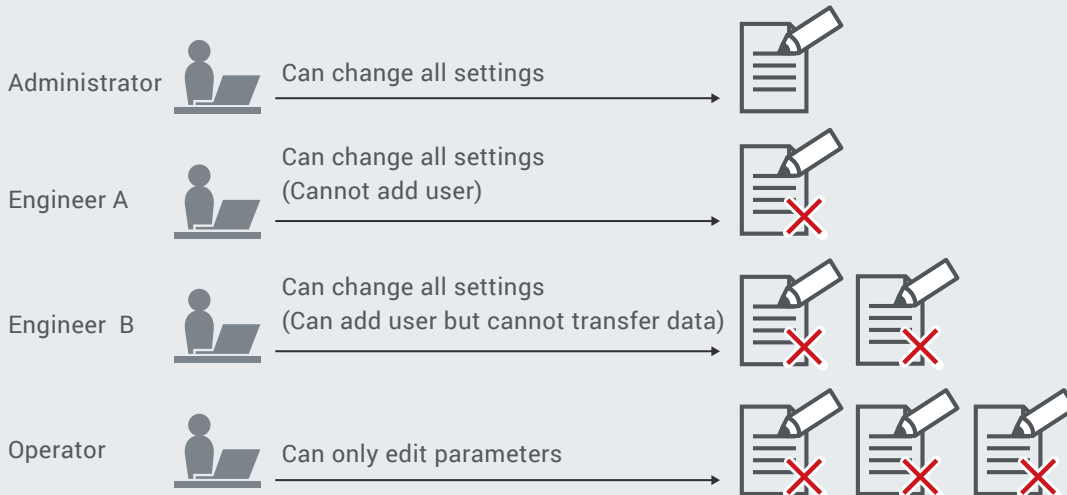 Administrator
Can change all settings
Engineer A
Can change all settings
(Cannot add user)
Engineer B
Can change all settings
(Can add user but cannot transfer data)
Operator
Can only edit parameters